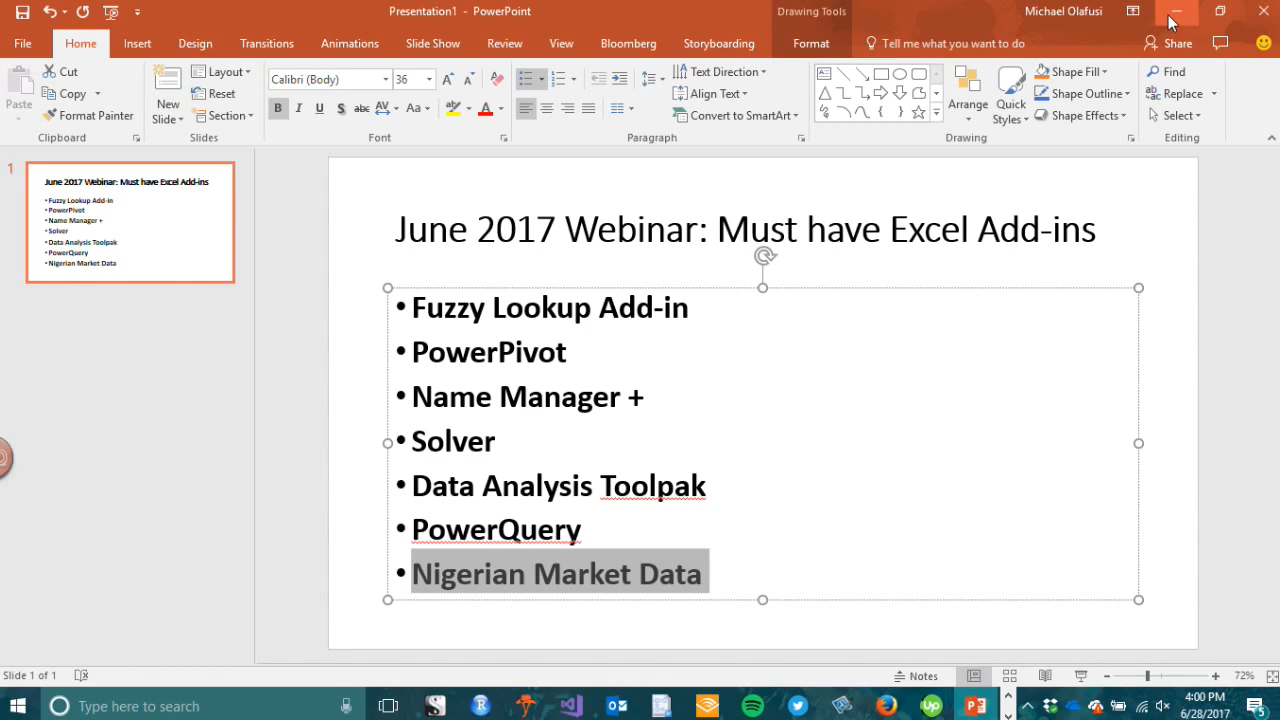 Presentation1 - PowerPoint
Drawing Tools
Michael Olafusi
File Home Insert Design Transitions Animations Slide Show Review View Bloomberg Storyboarding Format Tell me what you want to do Share
Paste
Cut
Copy
Format Painter
Clipboard
New Slide
Layout
Reset
Section
Slides
Calibri (Body) 36
B I U S abc AV Aa A
Font
Paragraph
Text Direction
Align Text
Convert to SmartArt
Arrange
Quick Styles
Shape Fill
Shape Outline
Shape Effects
Drawing
Find
Replace
Select
Editing
1
June 2017 Webinar: Must have Excel Add-ins
• Fuzzy Lookup Add-in
• PowerPivot
• Name Manager +
• Solver
• Data Analysis Toolpak
• PowerQuery
• Nigerian Market Data
June 2017 Webinar: Must have Excel Add-ins
• Fuzzy Lookup Add-in
• PowerPivot
• Name Manager +
• Solver
• Data Analysis Toolpak
• PowerQuery
• Nigerian Market Data
Slide 1 of 1
Notes
72%
Type here to search
4:00 PM
6/28/2017
5